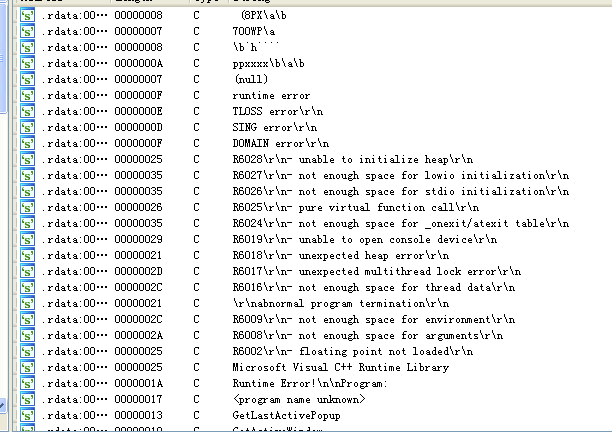 .rdata:00··· 00000008 C (8PX\a\b
.rdata:00··· 00000007 C 700WP\a
.rdata:00··· 00000008 C \b`h````
.rdata:00··· 0000000A C ppxxxx\b\a\b
.rdata:00··· 00000007 C (null)
.rdata:00··· 0000000F C runtime error
.rdata:00··· 0000000E C TLOSS error\r\n
.rdata:00··· 0000000D C SING error\r\n
.rdata:00··· 0000000F C DOMAIN error\r\n
.rdata:00··· 00000025 C R6028\r\n- unable to initialize heap\r\n
.rdata:00··· 00000035 C R6027\r\n- not enough space for lowio initialization\r\n
.rdata:00··· 00000035 C R6026\r\n- not enough space for stdio initialization\r\n
.rdata:00··· 00000026 C R6025\r\n- pure virtual function call\r\n
.rdata:00··· 00000035 C R6024\r\n- not enough space for _onexit/atexit table\r\n
.rdata:00··· 00000029 C R6019\r\n- unable to open console device\r\n
.rdata:00··· 00000021 C R6018\r\n- unexpected heap error\r\n
.rdata:00··· 0000002D C R6017\r\n- unexpected multithread lock error\r\n
.rdata:00··· 0000002C C R6016\r\n- not enough space for thread data\r\n
.rdata:00··· 00000021 C \r\nabnormal program termination\r\n
.rdata:00··· 0000002C C R6009\r\n- not enough space for environment\r\n
.rdata:00··· 0000002A C R6008\r\n- not enough space for arguments\r\n
.rdata:00··· 00000025 C R6002\r\n- floating point not loaded\r\n
.rdata:00··· 00000025 C Microsoft Visual C++ Runtime Library
.rdata:00··· 0000001A C Runtime Error!\n\nProgram:
.rdata:00··· 00000017 C <program name unknown>
.rdata:00··· 00000013 C GetLastActivePopup